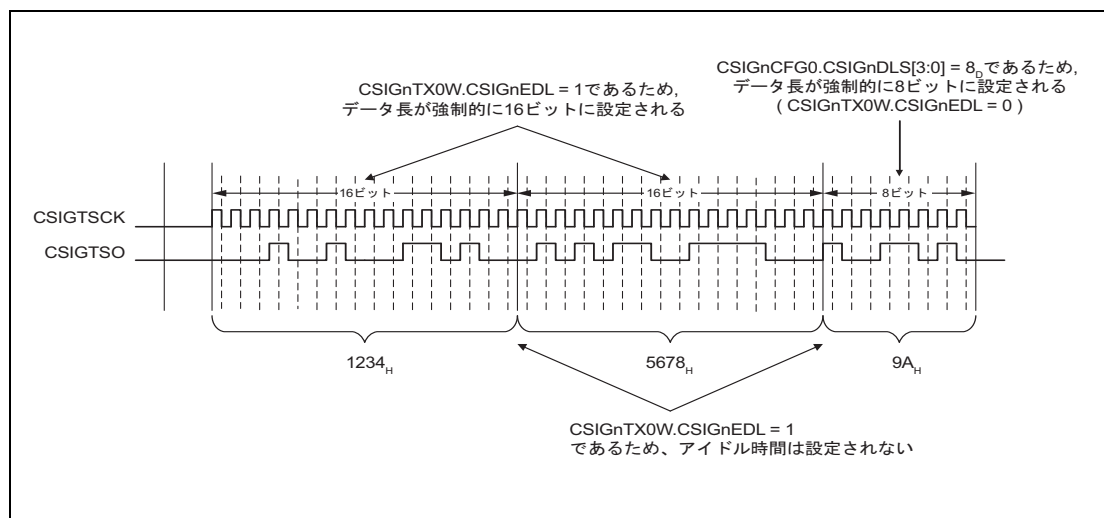 CSIGnTX0W.CSIGnEDL = 1であるため,
データ長が強制的に16ビットに設定される
CSIGnCFG0.CSIGnDLS[3:0] = 8Dであるため,
データ長が強制的に8ビットに設定される
( CSIGnTX0W.CSIGnEDL = 0 )
16ビット 16ビット 8ビット
CSIGTSCK
CSIGTSO
1234H 5678H 9AH
CSIGnTX0W.CSIGnEDL = 1
であるため、アイドル時間は設定されない